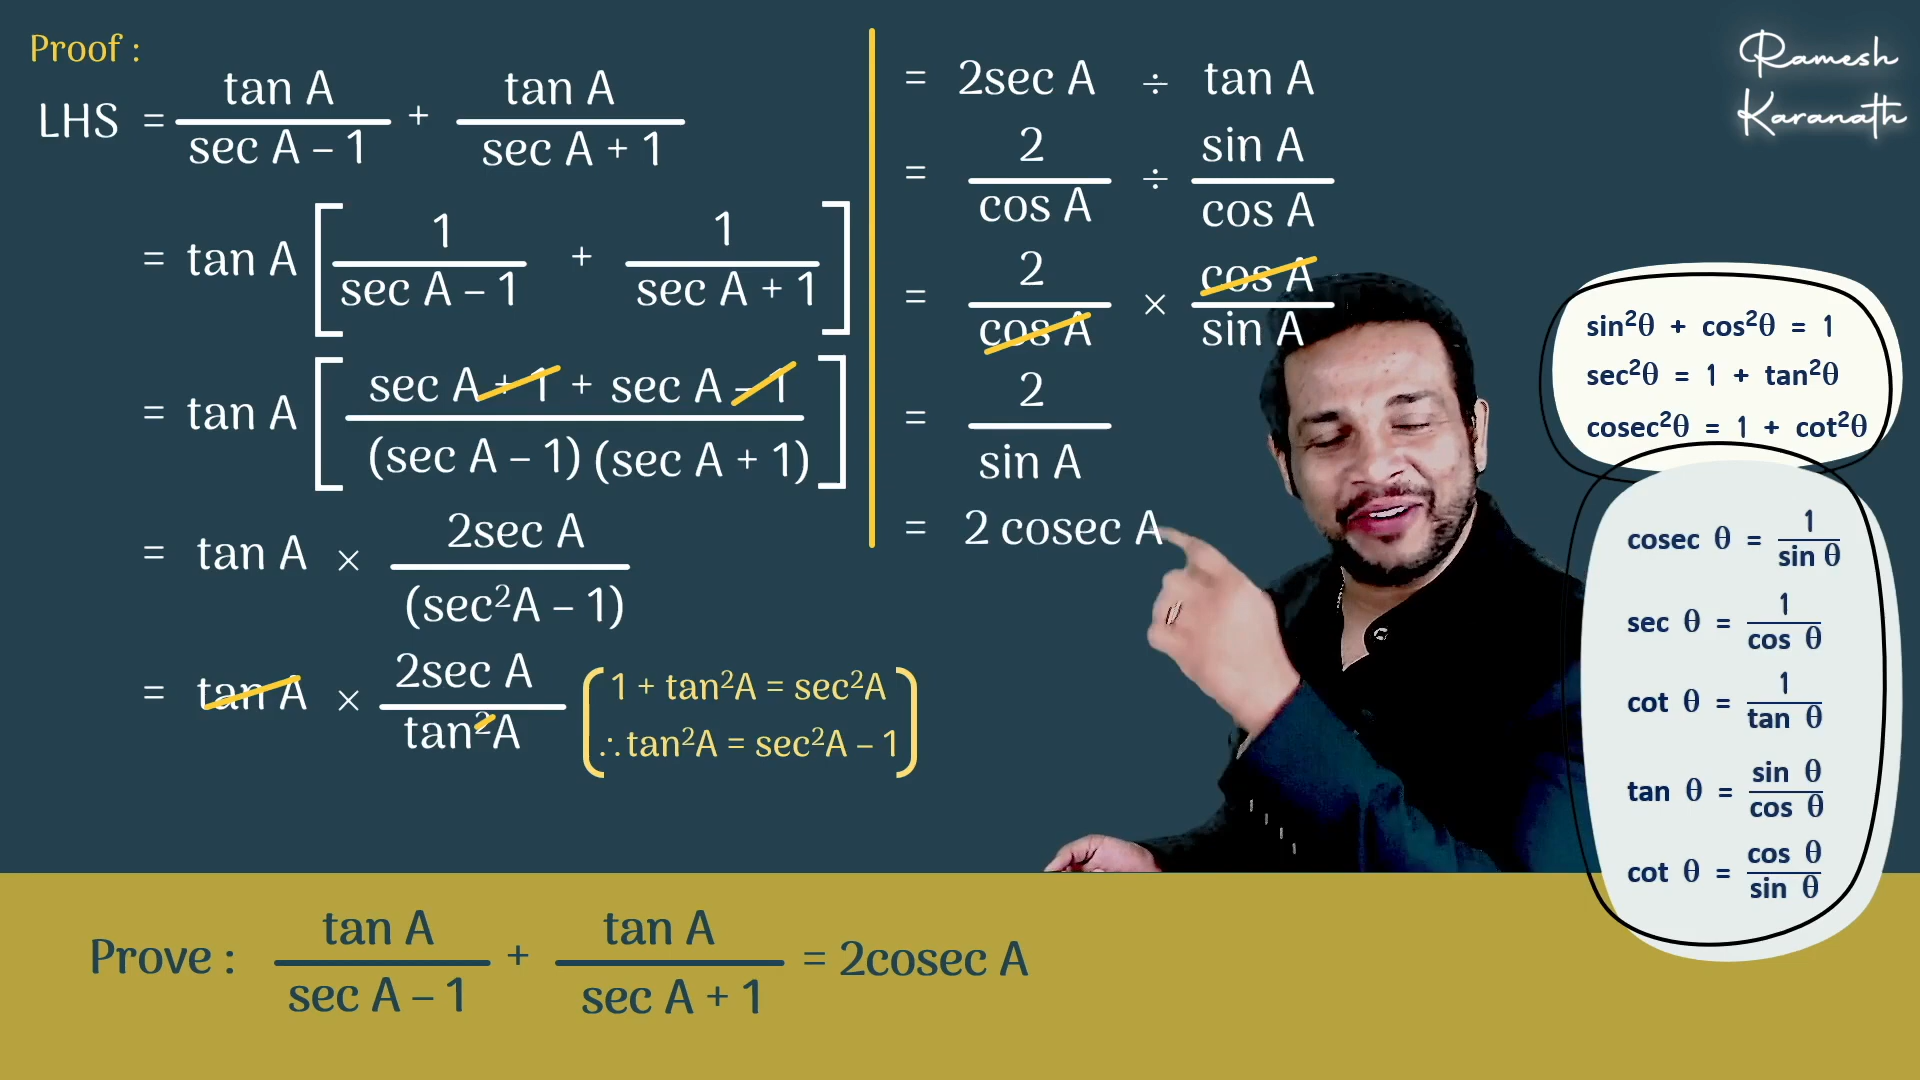 Proof :
LHS = tan A / sec A – 1 + tan A / sec A + 1
= tan A [ 1 / sec A – 1 + 1 / sec A + 1 ]
= tan A [ sec A + 1 + sec A – 1 / (sec A – 1) (sec A + 1) ]
= tan A × 2sec A / (sec²A – 1)
= tan A × 2sec A / tan²A
( 1 + tan²A = sec²A
∴ tan²A = sec²A – 1 )
= 2sec A ÷ tan A
= 2 / cos A ÷ sin A / cos A
= 2 / cos A × cos A / sin A
= 2 / sin A
= 2 cosec A
Ramesh
Karanath
sin²θ + cos²θ = 1
sec²θ = 1 + tan²θ
cosec²θ = 1 + cot²θ
cosec θ = 1 / sin θ
sec θ = 1 / cos θ
cot θ = 1 / tan θ
tan θ = sin θ / cos θ
cot θ = cos θ / sin θ
Prove : tan A / sec A – 1 + tan A / sec A + 1 = 2cosec A